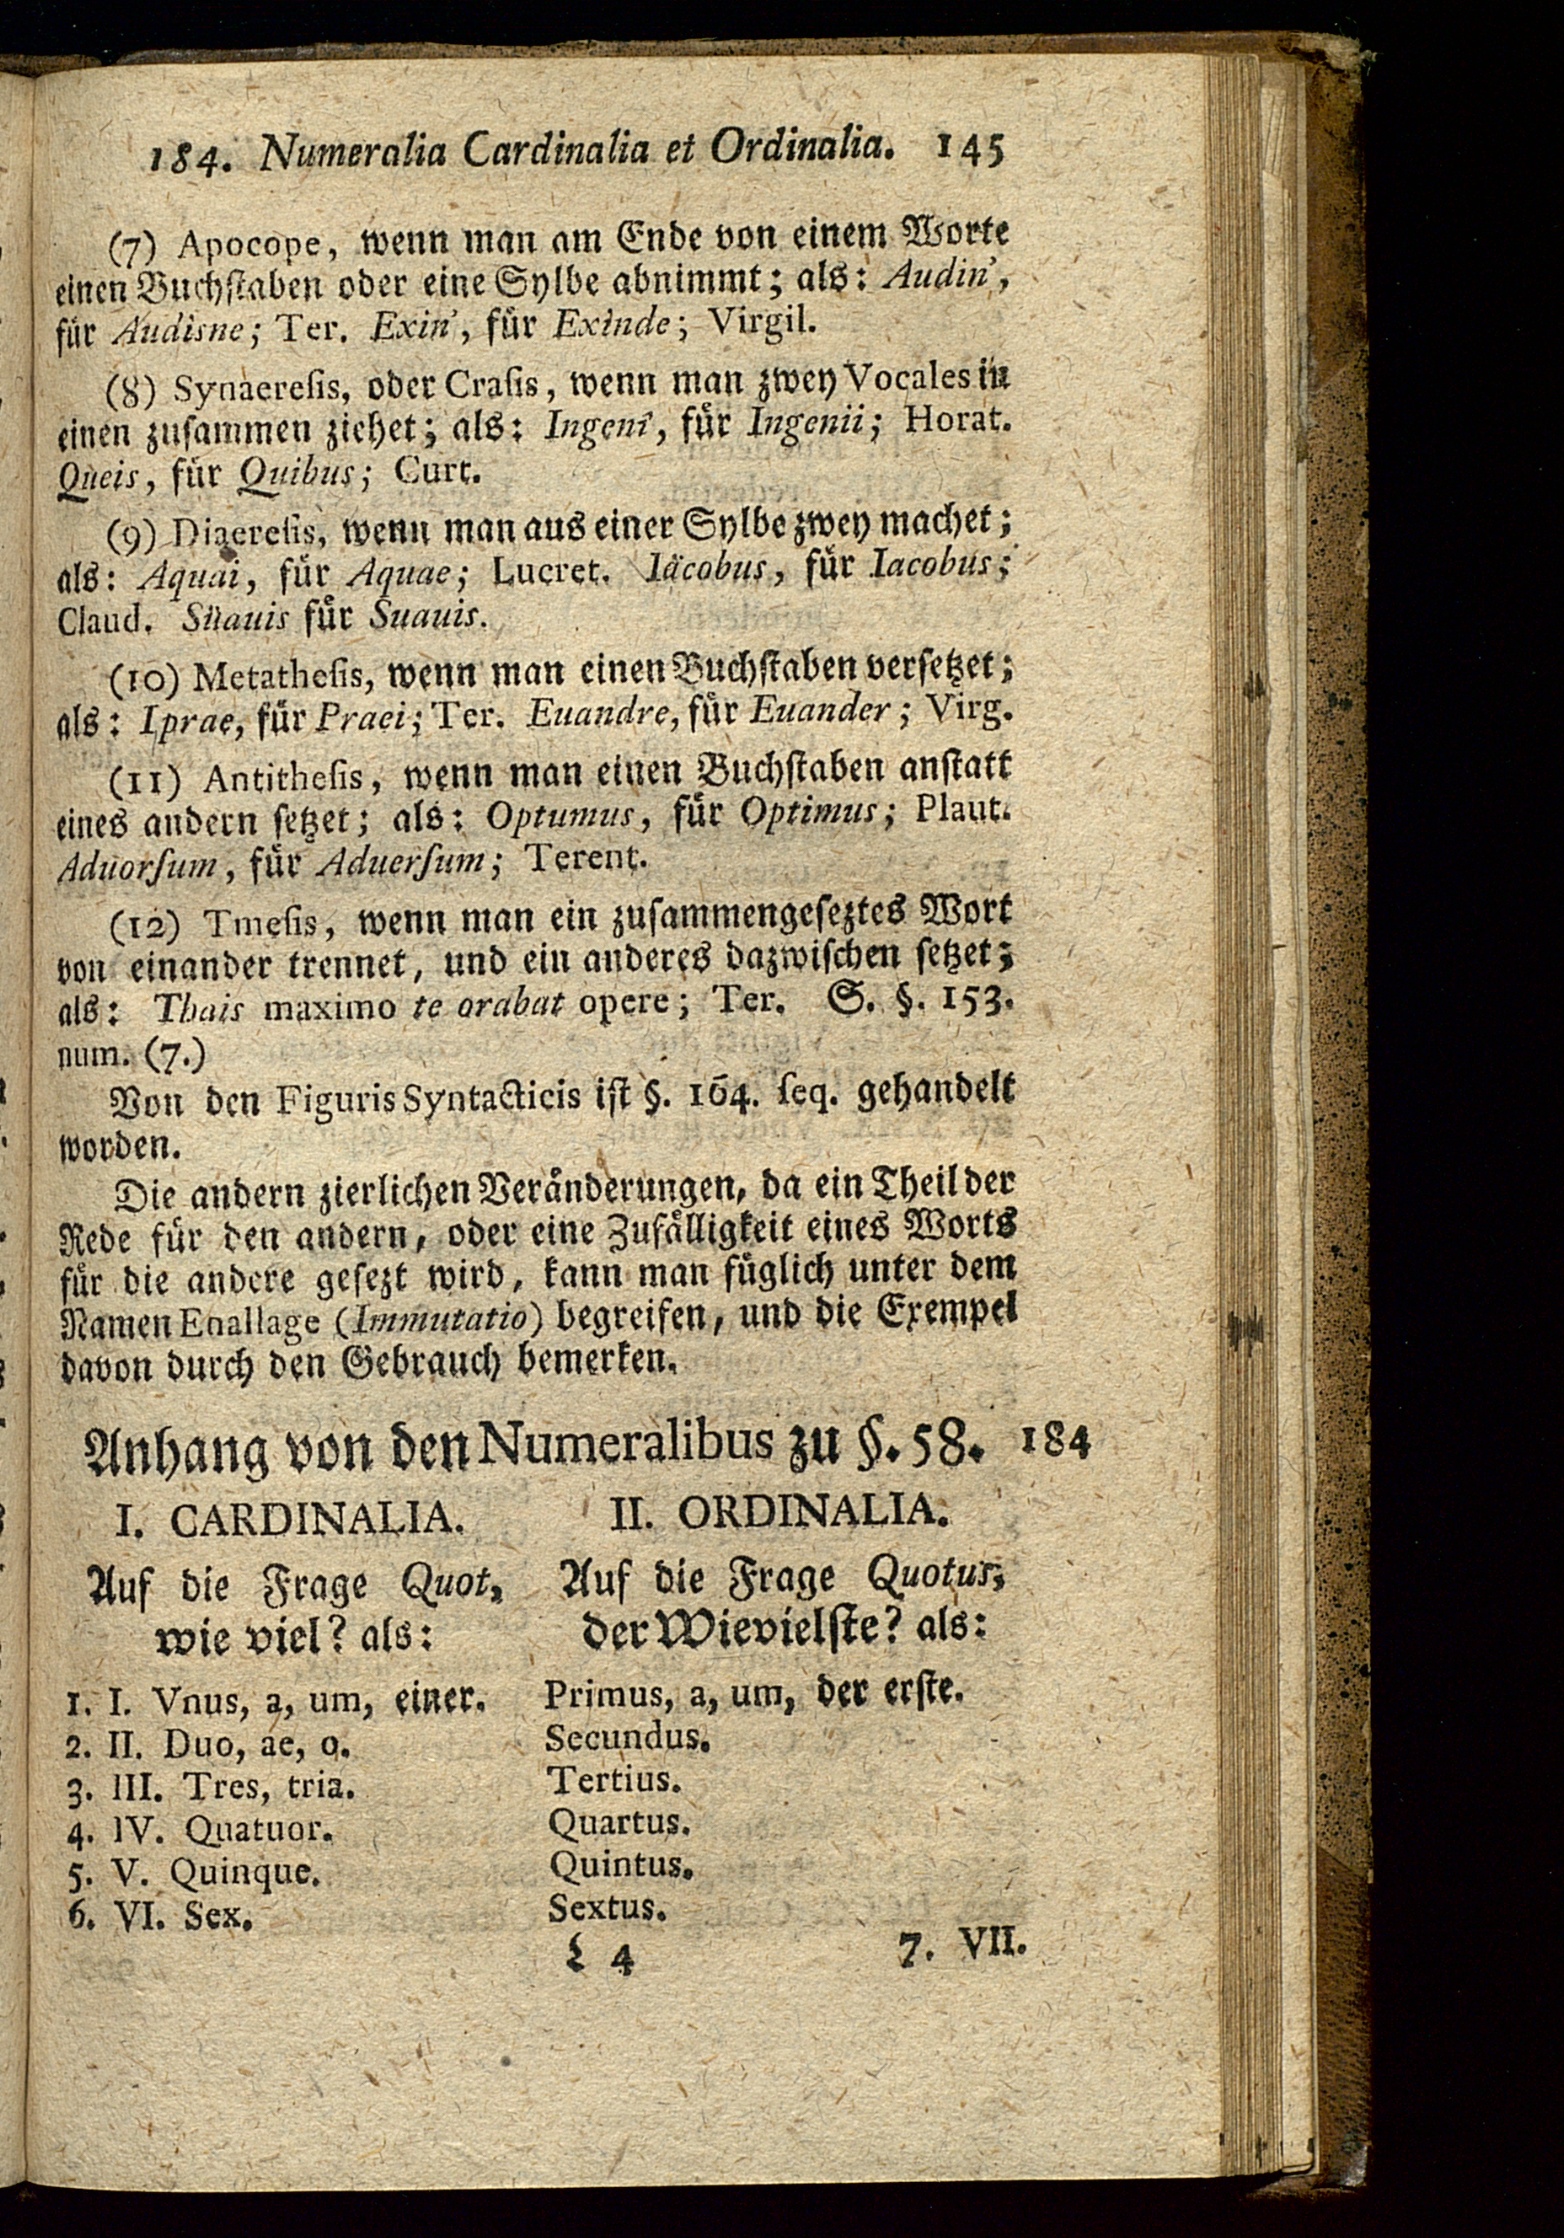 184. Numeralia Cardinalia et Ordinalia. 145
(7) Apocope, wenn man am Ende von einem Worte
einen Buchſtaben oder eine Sylbe abnimmt; als: Audin',
für Audisne; Ter. Exin', für Exinde; Virgil.
(8) Synaereſis, oder Craſis, wenn man zwey Vocales in
einen zuſammen ziehet; als: Ingenî, für Ingenii; Horat.
Queis, für Quibus; Curt.
(9) Diaereſis, wenn man aus einer Sylbe zwey machet;
als: Aquai, für Aquae; Lucret. Iäcobus, für Iacobus;
Claud. Süauis für Suauis.
(10) Metatheſis, wenn man einen Buchſtaben verſetzet;
als: Iprae, für Praei; Ter. Euandre, für Euander; Virg.
(11) Antitheſis, wenn man einen Buchſtaben anſtatt
eines andern ſetzet; als: Optumus, für Optimus; Plaut.
Aduorſum, für Aduerſum; Terent.
(12) Tmeſis, wenn man ein zuſammengeſeztes Wort
von einander trennet, und ein anderes dazwiſchen ſetzet;
als: Thais maximo te orabat opere; Ter. S. §. 153.
num. (7.)
Von den Figuris Syntacticis iſt §. 164. ſeq. gehandelt
worden.
Die andern zierlichen Veränderungen, da ein Theil der
Rede für den andern, oder eine Zufälligkeit eines Worts
für die andere geſezt wird, kann man füglich unter dem
Namen Enallage (Immutatio) begreifen, und die Exempel
davon durch den Gebrauch bemerken.
Anhang von den Numeralibus zu §. 58. 184
I. CARDINALIA. II. ORDINALIA.
Auf die Frage Quot, Auf die Frage Quotus,
wie viel? als: der Wievielſte? als:
1. I. Vnus, a, um, einer. Primus, a, um, der erſte.
2. II. Duo, ae, o. Secundus.
3. III. Tres, tria. Tertius.
4. IV. Quatuor. Quartus.
5. V. Quinque. Quintus.
6. VI. Sex. Sextus.
K 4 7. VII.